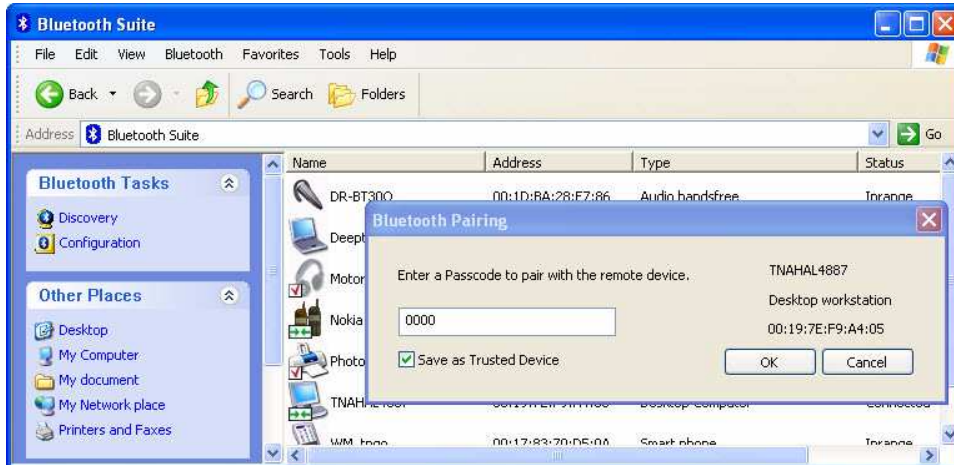 Bluetooth Suite
File Edit View Bluetooth Favorites Tools Help
Back Search Folders
Address Bluetooth Suite Go
Name Address Type Status
Bluetooth Tasks
Discovery
Configuration
Other Places
Desktop
My Computer
My document
My Network place
Printers and Faxes
DR-BT30Q 00:1D:BA:28:F7:86 Audio handsfree Inrange
Deept
Motor
Nokia
Photo
Connected
WM_tngo 00:17:83:70:D5:0A Smart phone Inrange
Bluetooth Pairing
Enter a Passcode to pair with the remote device.
0000
Save as Trusted Device
TNAHAL4887
Desktop workstation
00:19:7E:F9:A4:05
OK Cancel